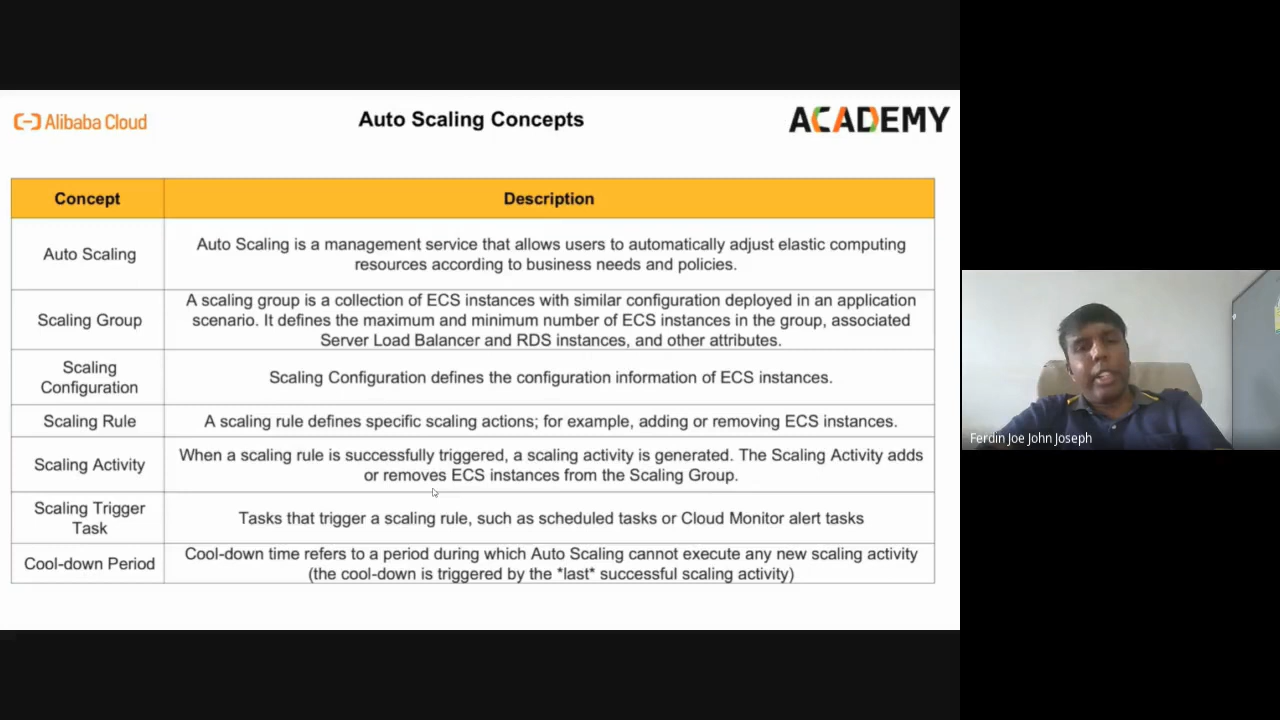 Alibaba Cloud
Auto Scaling Concepts
ACADEMY
Concept
Description
Auto Scaling
Auto Scaling is a management service that allows users to automatically adjust elastic computing
resources according to business needs and policies.
Scaling Group
A scaling group is a collection of ECS instances with similar configuration deployed in an application
scenario. It defines the maximum and minimum number of ECS instances in the group, associated
Server Load Balancer and RDS instances, and other attributes.
Scaling
Configuration
Scaling Configuration defines the configuration information of ECS instances.
Scaling Rule
A scaling rule defines specific scaling actions; for example, adding or removing ECS instances.
Scaling Activity
When a scaling rule is successfully triggered, a scaling activity is generated. The Scaling Activity adds
or removes ECS instances from the Scaling Group.
Scaling Trigger
Task
Tasks that trigger a scaling rule, such as scheduled tasks or Cloud Monitor alert tasks
Cool-down Period
Cool-down time refers to a period during which Auto Scaling cannot execute any new scaling activity
(the cool-down is triggered by the *last* successful scaling activity)
Ferdin Joe John Joseph